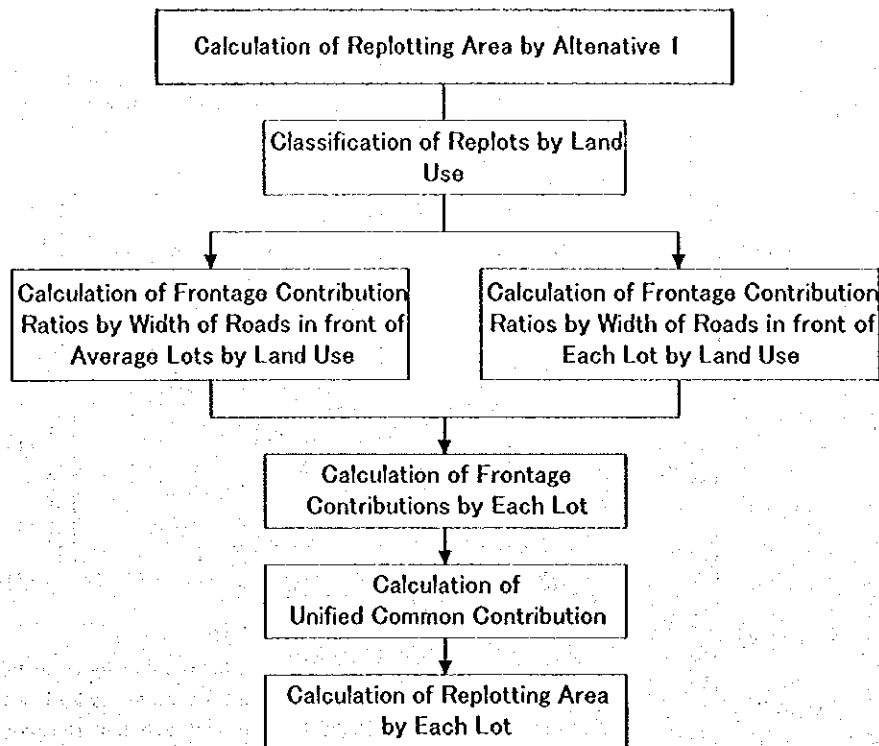 Calculation of Replotting Area by Altenative 1
Classification of Replots by Land
Use
Calculation of Frontage Contribution
Ratios by Width of Roads in front of
Average Lots by Land Use
Calculation of Frontage Contribution
Ratios by Width of Roads in front of
Each Lot by Land Use
Calculation of Frontage
Contributions by Each Lot
Calculation of
Unified Common Contribution
Calculation of Replotting Area
by Each Lot